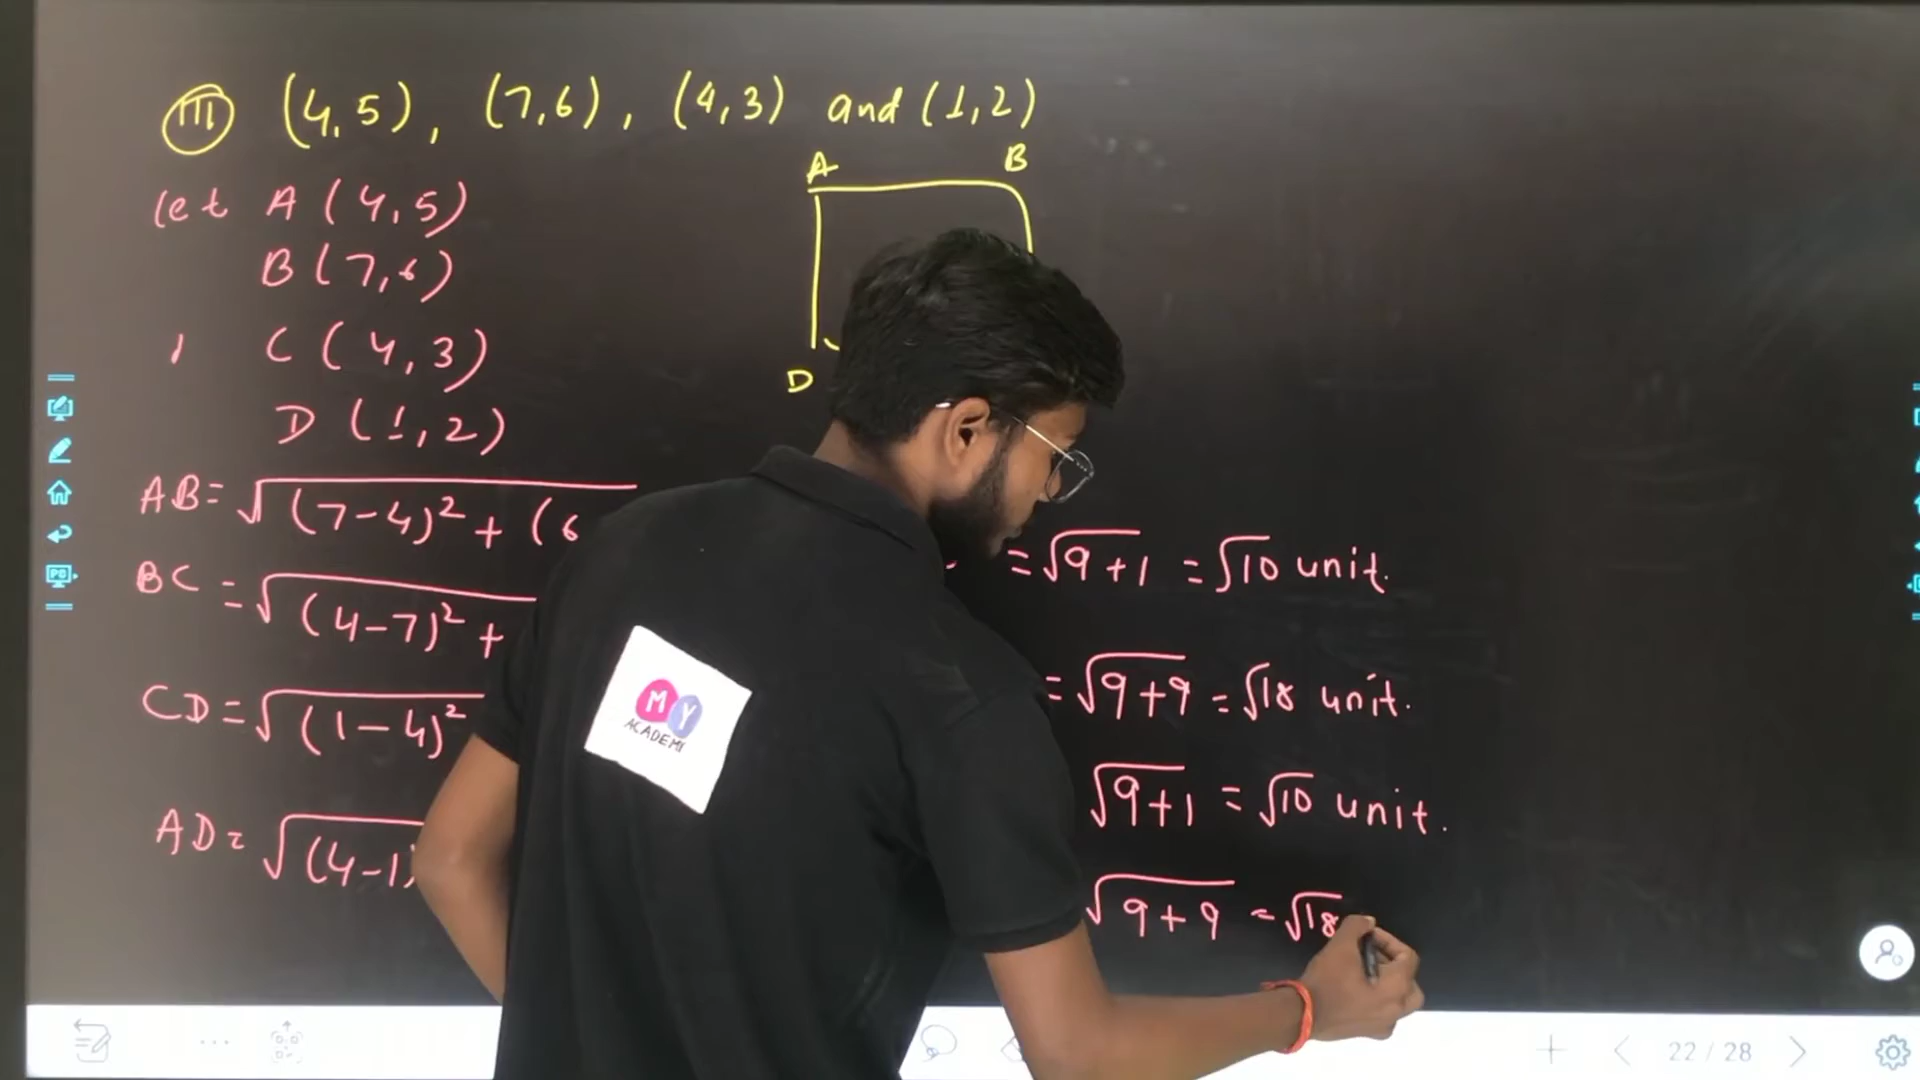 III (4,5), (7,6), (4,3) and (1,2)
A B
let A (4,5)
B (7,6)
C (4,3)
D
D (1,2)
AB = √(7-4)² + (6 = √9+1 = √10 unit.
BC = √(4-7)² + = √9+9 = √18 unit.
CD = √(1-4)² √9+1 = √10 unit.
AD = √(4-1) √9+9 = √18
MY
ACADEMY
22 / 28